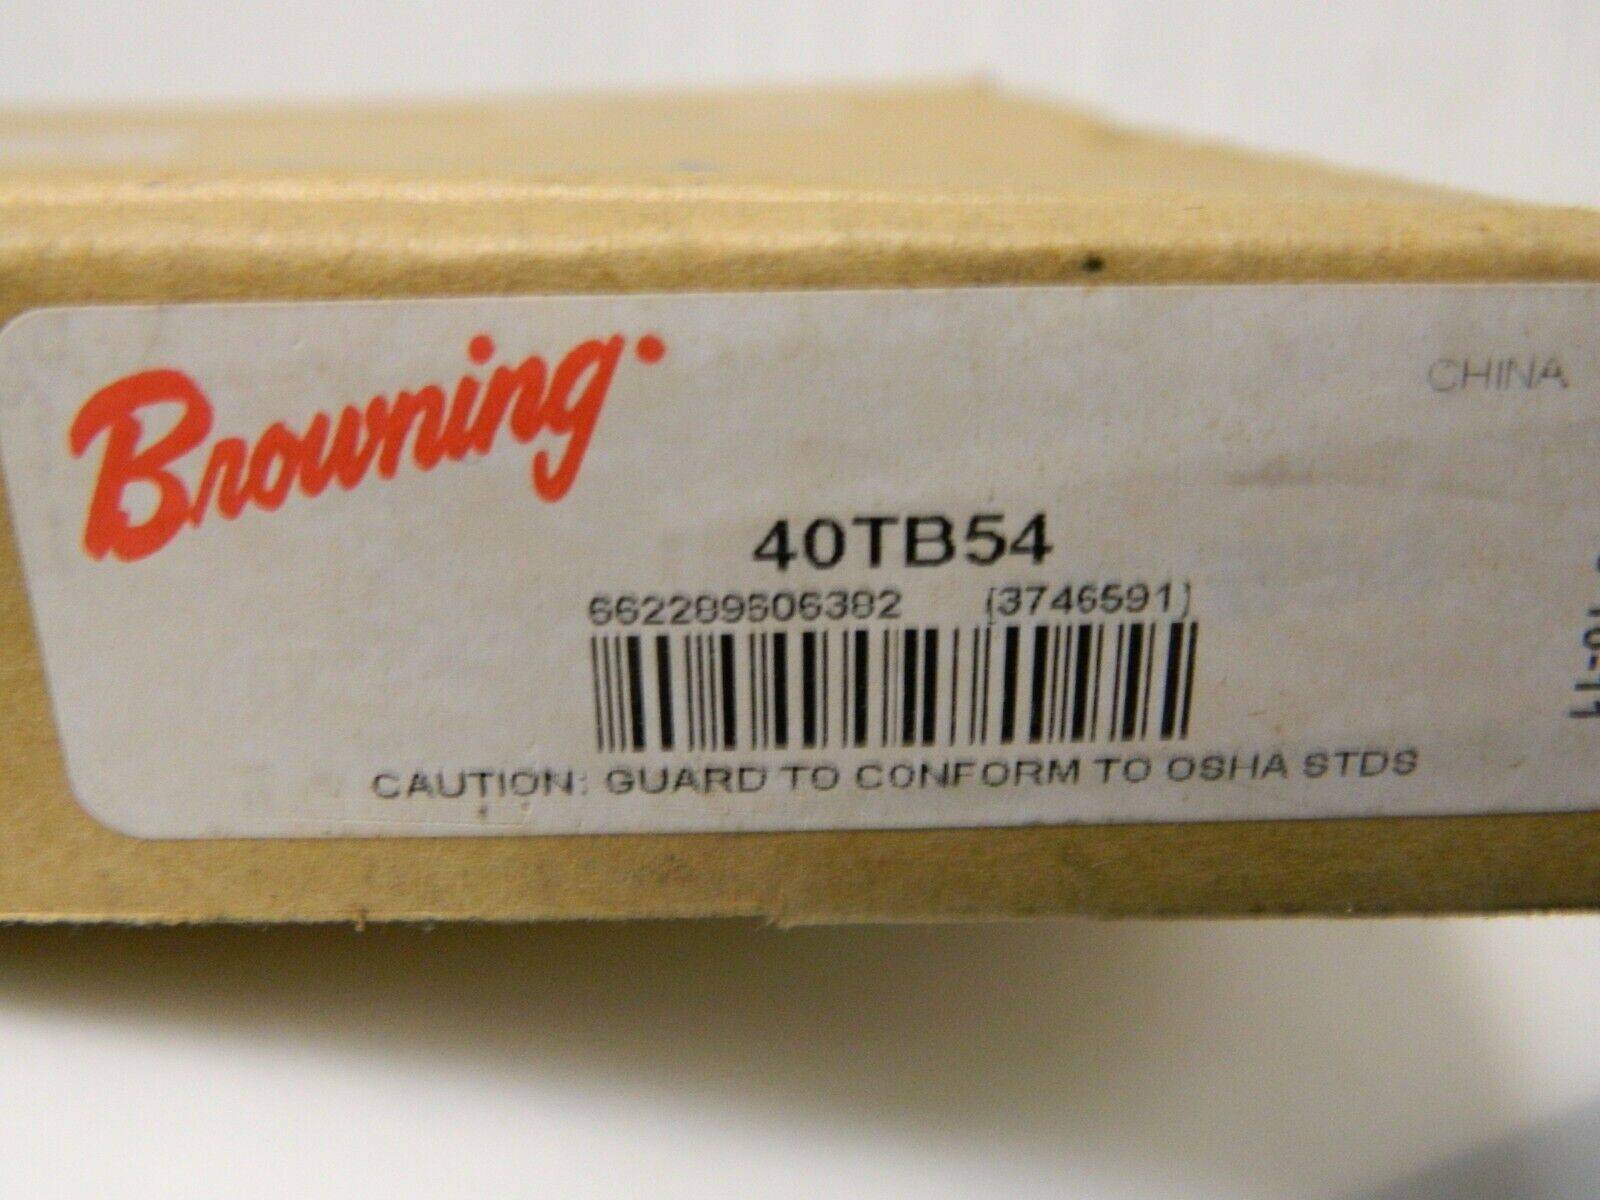 Browning
CHINA
40TB54
662289606382 (3746591)
CAUTION: GUARD TO CONFORM TO OSHA STDS